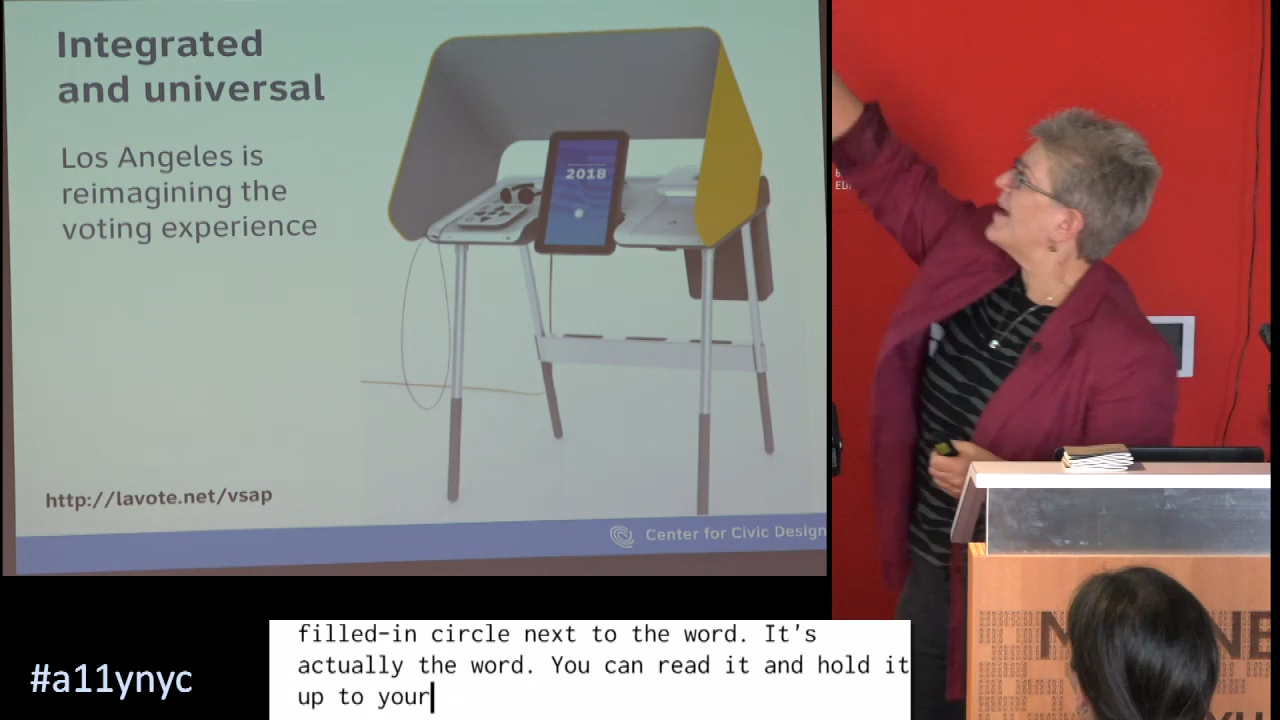 Integrated
and universal
Los Angeles is
reimagining the
voting experience
2018
http://lavote.net/vsap
Center for Civic Design
#a11ynyc
filled-in circle next to the word. It's
actually the word. You can read it and hold it
up to your